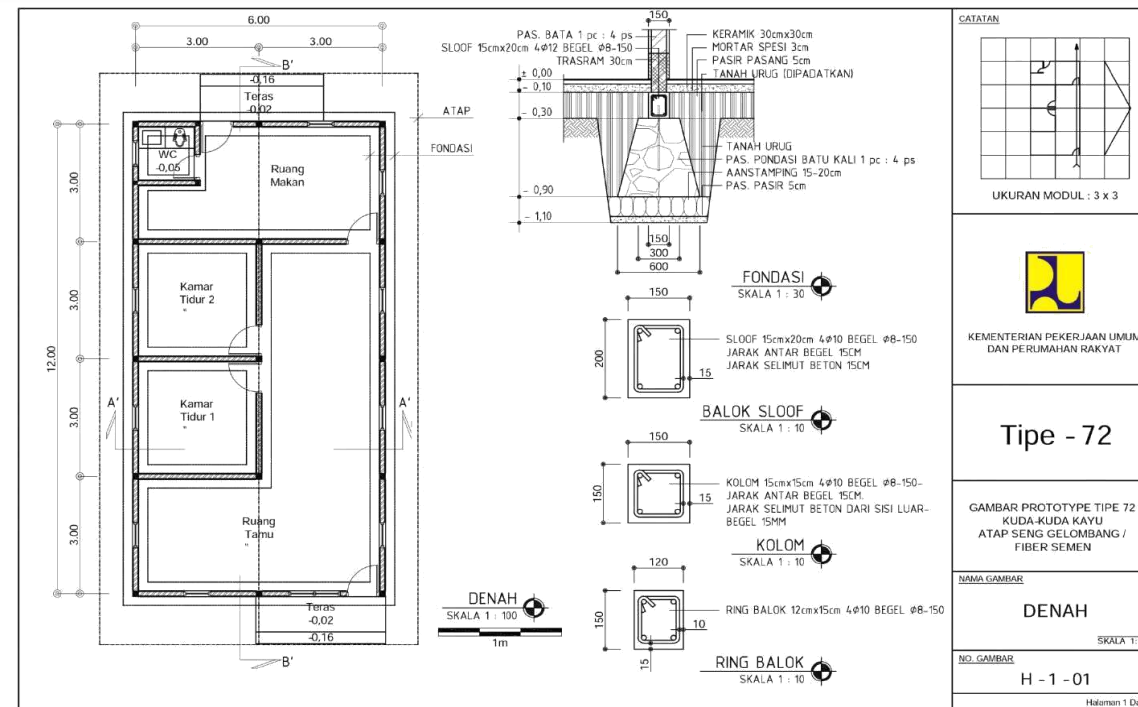 6.00
3.00
3.00
B'
-0,16
Teras
-0.02
ATAP
FONDASI
WC
-0,05
Ruang
Makan
3.00
3.00
12.00
3.00
3.00
Kamar
Tidur 2
A'
Kamar
Tidur 1
A'
Ruang
Tamu
Teras
-0,02
-0,16
B'
DENAH
SKALA 1 : 100
1m
150
PAS. BATA 1 pc : 4 ps
SLOOF 15cmx20cm 4ø12 BEGEL ø8-150
TRASRAM 30cm
± 0,00
- 0,10
- 0,30
- 0,90
- 1,10
KERAMIK 30cmx30cm
MORTAR SPESI 3cm
PASIR PASANG 5cm
TANAH URUG (DIPADATKAN)
TANAH URUG
PAS. PONDASI BATU KALI 1 pc : 4 ps
AANSTAMPING 15-20cm
PAS. PASIR 5cm
150
300
600
FONDASI
SKALA 1 : 30
150
200
15
SLOOF 15cmx20cm 4ø10 BEGEL ø8-150
JARAK ANTAR BEGEL 15CM
JARAK SELIMUT BETON 15CM
BALOK SLOOF
SKALA 1 : 10
150
150
15
KOLOM 15cmx15cm 4ø10 BEGEL ø8-150-
JARAK ANTAR BEGEL 15CM.
JARAK SELIMUT BETON DARI SISI LUAR-
BEGEL 15MM
KOLOM
SKALA 1 : 10
120
150
10
15
RING BALOK 12cmx15cm 4ø10 BEGEL ø8-150
RING BALOK
SKALA 1 : 10
CATATAN
UKURAN MODUL : 3 x 3
KEMENTERIAN PEKERJAAN UMUM
DAN PERUMAHAN RAKYAT
Tipe - 72
GAMBAR PROTOTYPE TIPE 72
KUDA-KUDA KAYU
ATAP SENG GELOMBANG /
FIBER SEMEN
NAMA GAMBAR
DENAH
SKALA 1:
NO. GAMBAR
H - 1 - 01
Halaman 1 Da